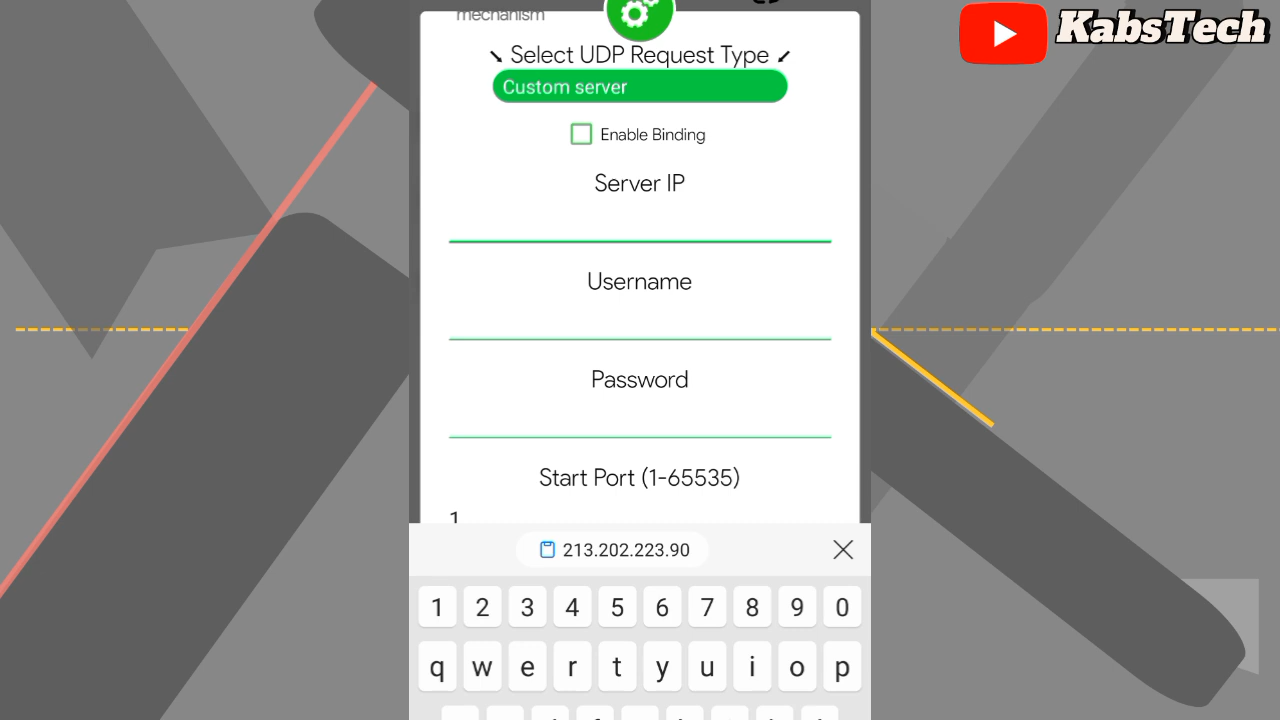 KabsTech
mechanism
Select UDP Request Type
Custom server
Enable Binding
Server IP
Username
Password
Start Port (1-65535)
1
213.202.223.90
1 2 3 4 5 6 7 8 9 0
q w e r t y u i o p